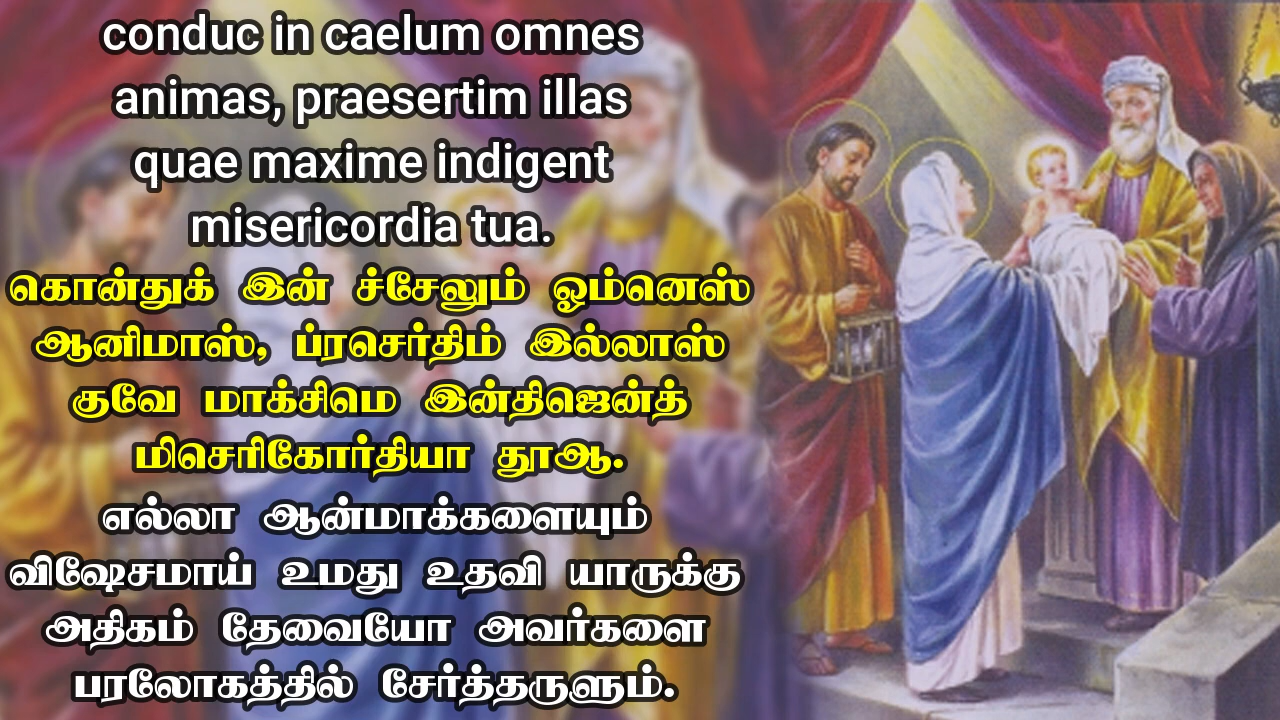 conduc in caelum omnes
animas, praesertim illas
quae maxime indigent
misericordia tua.
கொன்துக் இன் ச்சேலும் ஓம்னெஸ்
ஆனிமாஸ், ப்ரசெர்திம் இல்லாஸ்
குவே மாக்சிமெ இன்திஜென்த்
மிசெரிகோர்தியா தூஆ.
எல்லா ஆன்மாக்களையும்
விஷேசமாய் உமது உதவி யாருக்கு
அதிகம் தேவையோ அவர்களை
பரலோகத்தில் சேர்த்தருளும்.